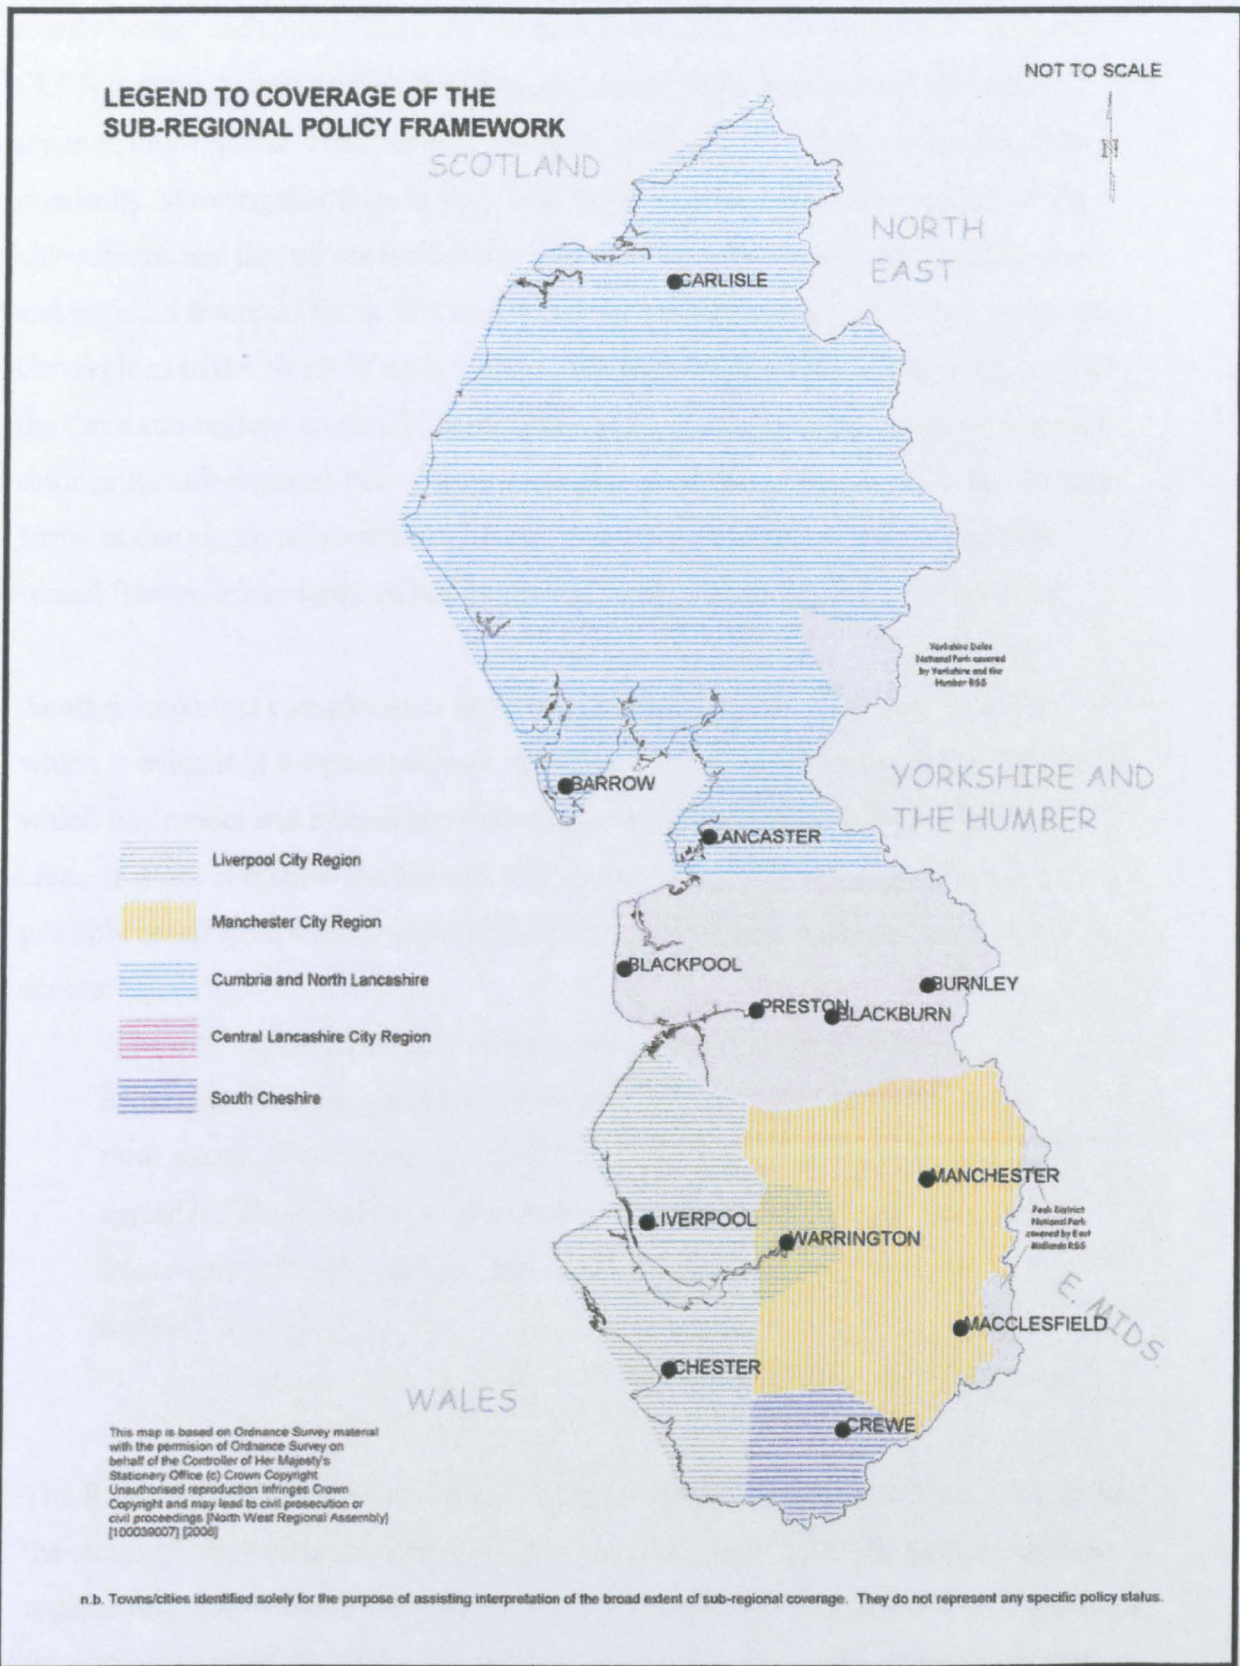 NOT TO SCALE
LEGEND TO COVERAGE OF THE
SUB-REGIONAL POLICY FRAMEWORK
N
SCOTLAND
NORTH
EAST
CARLISLE
Yorkshire Dales
National Park covered
by Yorkshire and the
Humber RSS
BARROW
YORKSHIRE AND
THE HUMBER
LANCASTER
Liverpool City Region
Manchester City Region
Cumbria and North Lancashire
Central Lancashire City Region
South Cheshire
BLACKPOOL
BURNLEY
PRESTON
BLACKBURN
MANCHESTER
Peak District
National Park
covered by East
Midlands RSS
LIVERPOOL
WARRINGTON
E. MIDS.
MACCLESFIELD
CHESTER
WALES
CREWE
This map is based on Ordnance Survey material
with the permision of Ordnance Survey on
behalf of the Controller of Her Majesty's
Stationery Office (c) Crown Copyright
Unauthorised reproduction infringes Crown
Copyright and may lead to civil prosecution or
civil proceedings [North West Regional Assembly]
[100039007] [2006]
n.b. Towns/cities identified solely for the purpose of assisting interpretation of the broad extent of sub-regional coverage. They do not represent any specific policy status.